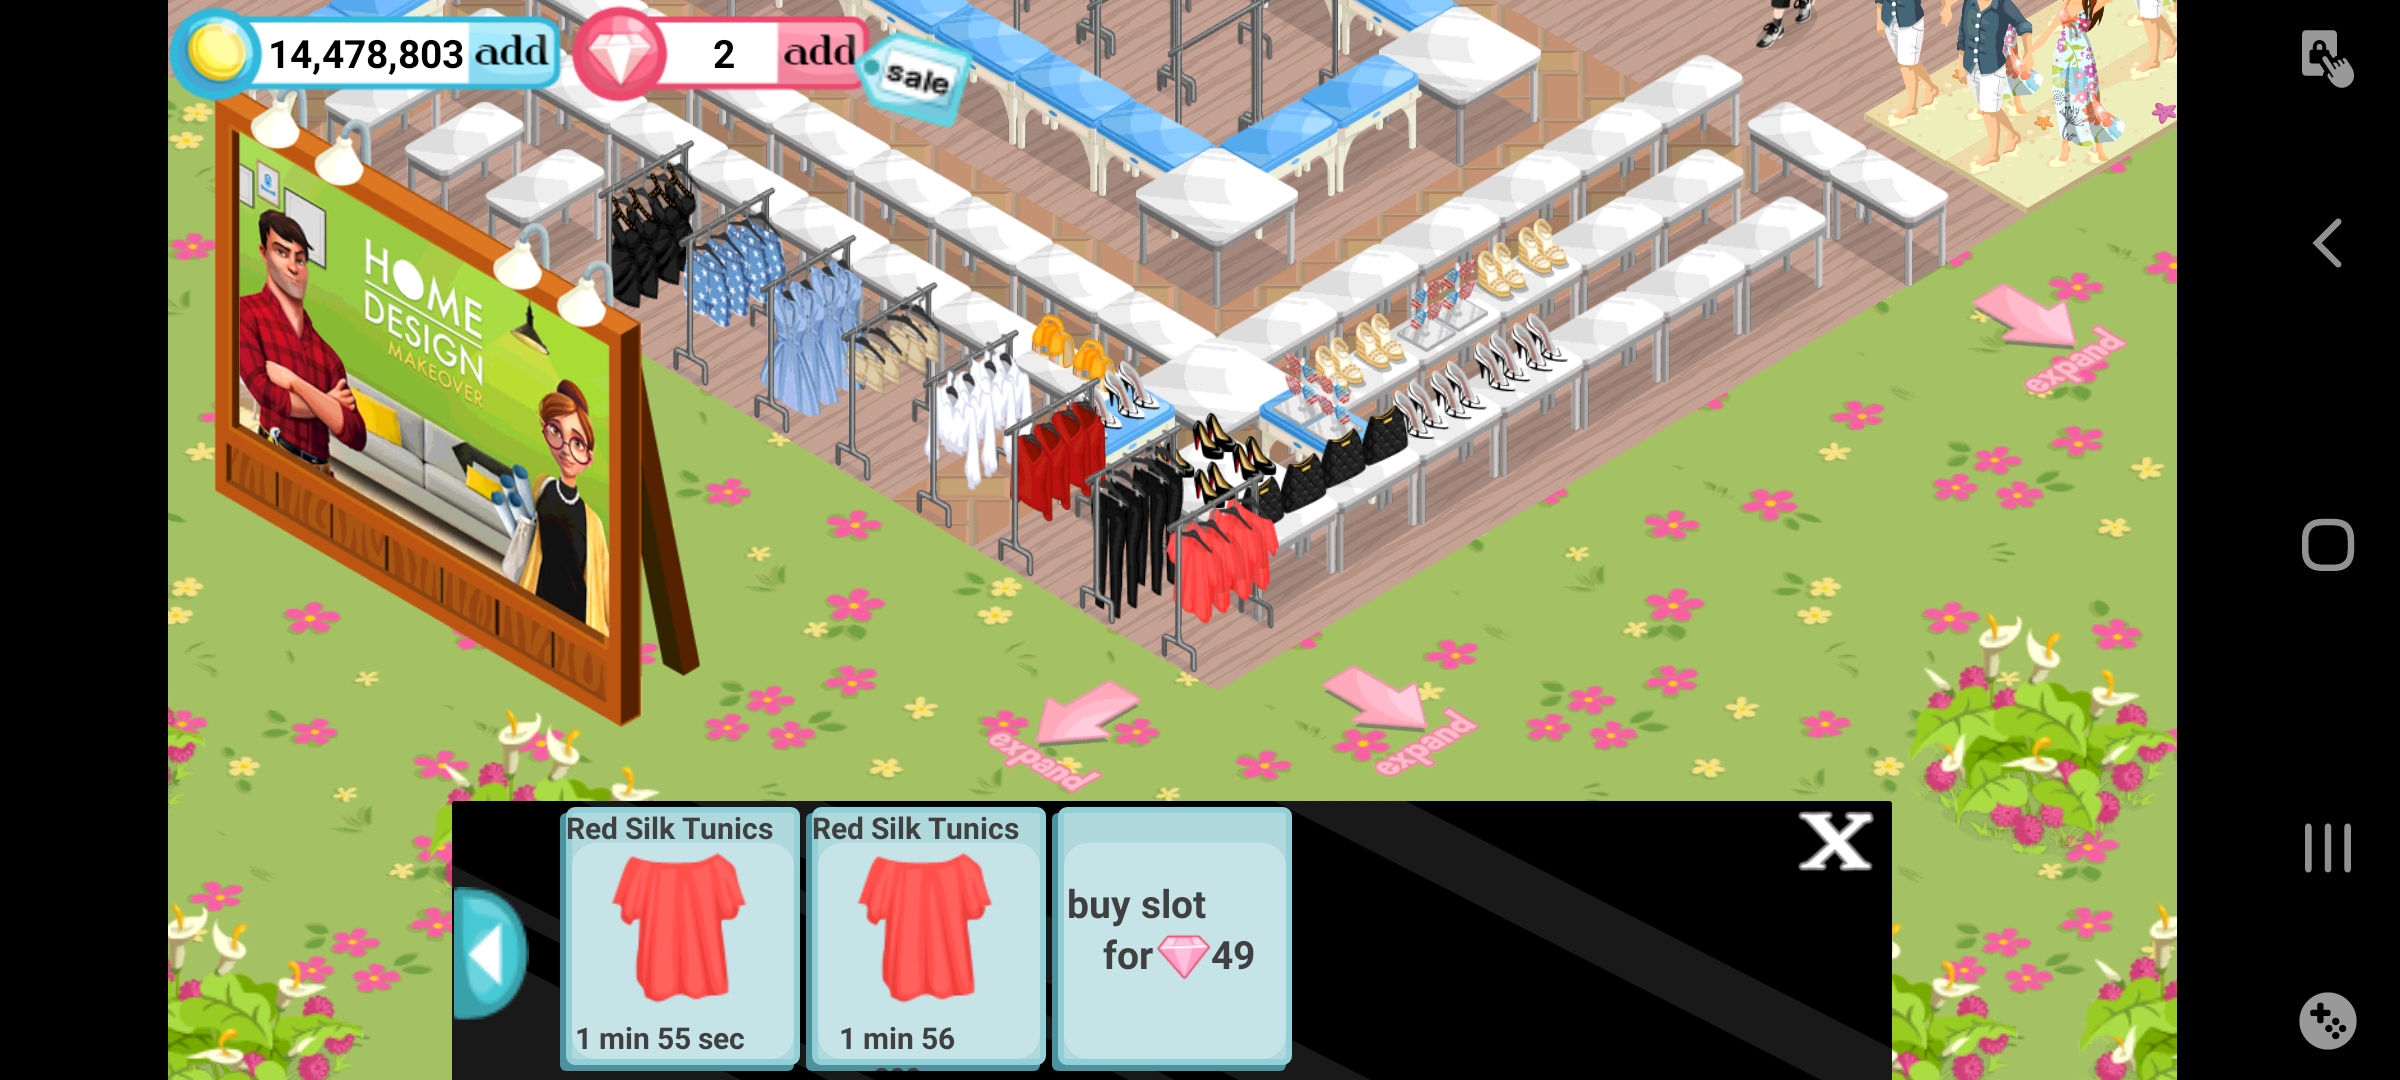 14,478,803 add
2 add
sale
HOME
DESIGN
MAKEOVER
expand
expand
expand
Red Silk Tunics
1 min 55 sec
Red Silk Tunics
1 min 56
buy slot
for 49
X